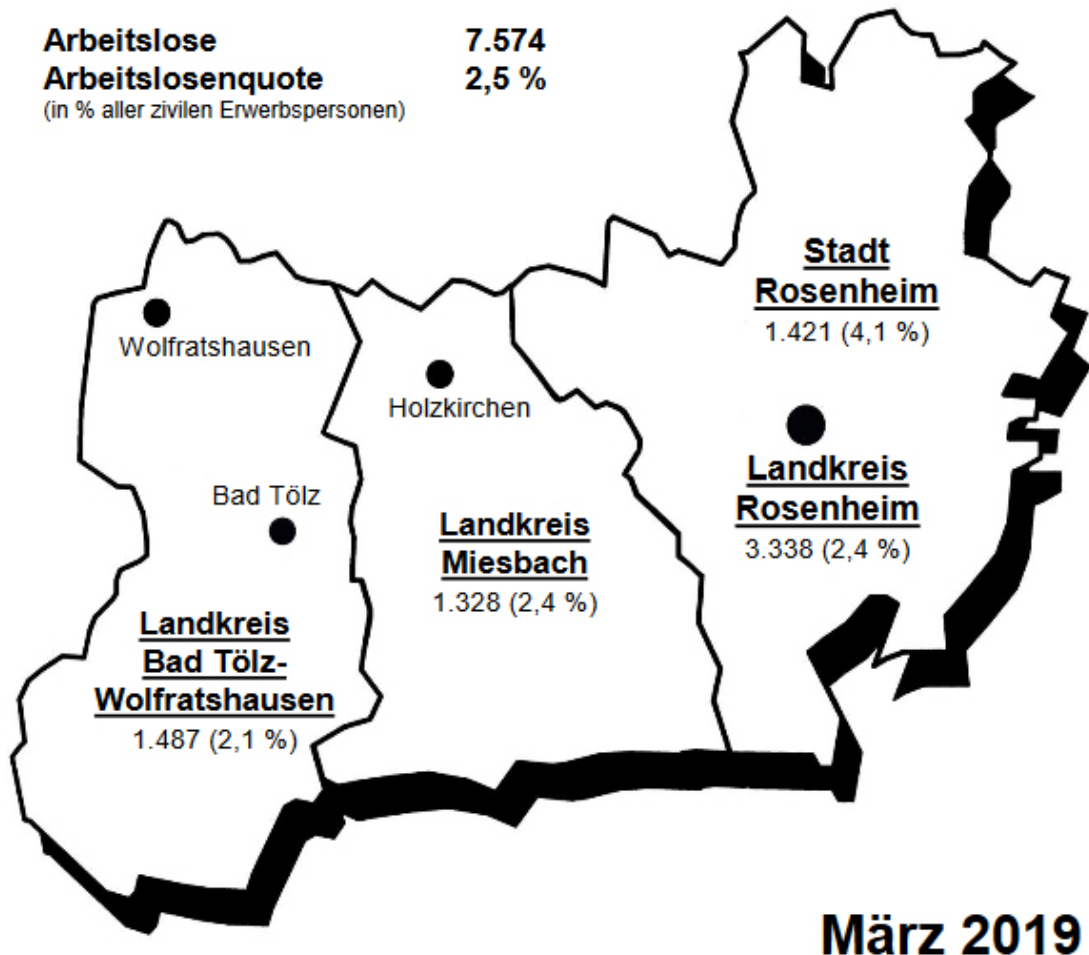 Arbeitslose 7.574
Arbeitslosenquote 2,5 %
(in % aller zivilen Erwerbspersonen)
Stadt
Rosenheim
1.421 (4,1 %)
Wolfratshausen
Holzkirchen
Landkreis
Rosenheim
3.338 (2,4 %)
Bad Tölz
Landkreis
Miesbach
1.328 (2,4 %)
Landkreis
Bad Tölz-
Wolfratshausen
1.487 (2,1 %)
März 2019